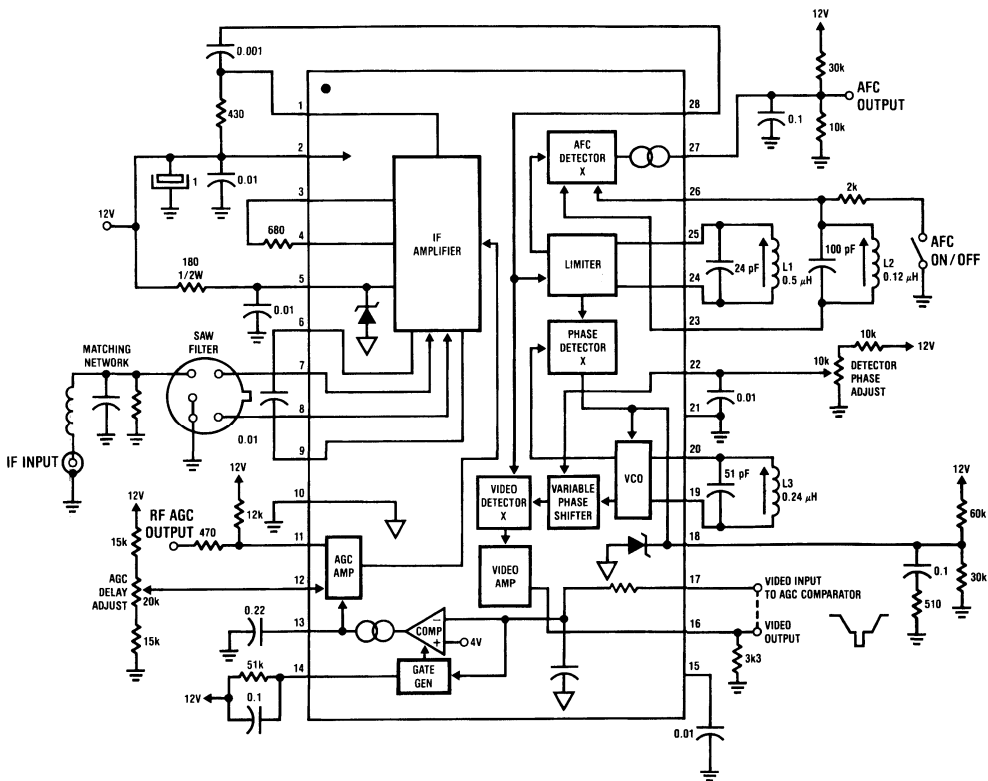 0.001
430
1
0.01
12V
680
180
1/2W
0.01
1
2
3
4
5
6
7
8
9
10
11
12
13
14
28
27
26
25
24
23
22
21
20
19
18
17
16
15
IF
AMPLIFIER
AFC
DETECTOR
X
LIMITER
PHASE
DETECTOR
X
VCO
VARIABLE
PHASE
SHIFTER
VIDEO
DETECTOR
X
VIDEO
AMP
AGC
AMP
COMP
−
+
4V
GATE
GEN
12V
30k
AFC
OUTPUT
0.1
10k
2k
AFC
ON/OFF
24 pF
L1
0.5 μH
100 pF
L2
0.12 μH
10k
12V
10k
DETECTOR
PHASE
ADJUST
0.01
51 pF
L3
0.24 μH
12V
60k
0.1
30k
510
VIDEO INPUT
TO AGC COMPARATOR
VIDEO
OUTPUT
3k3
0.01
MATCHING
NETWORK
SAW
FILTER
0.01
IF INPUT
12V
12k
RF AGC
OUTPUT
470
12V
15k
AGC
DELAY
ADJUST
20k
15k
0.22
51k
12V
0.1